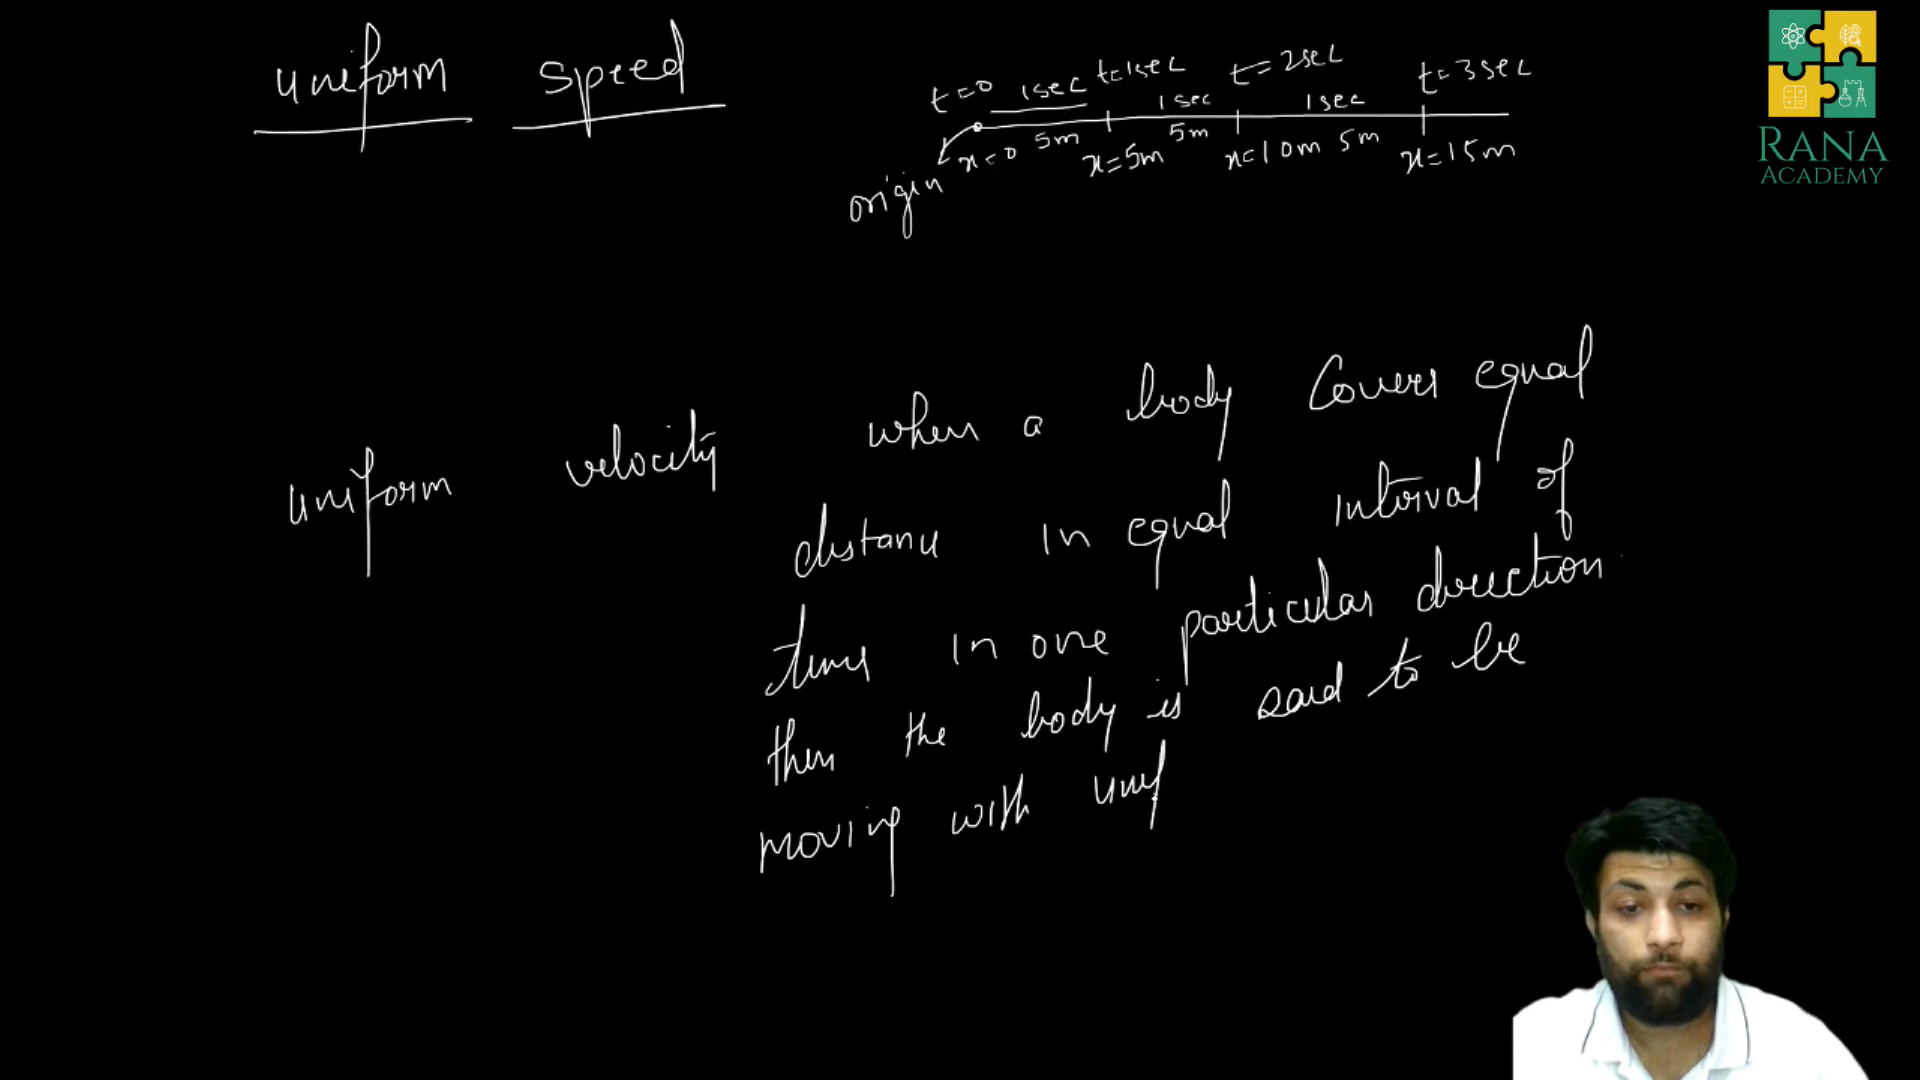 uniform speed
t=0 1sec t=1sec t=2sec t=3sec
1sec 1sec
5m 5m 5m
x=0 x=5m x=10m x=15m
origin
RANA
ACADEMY
uniform velocity when a body covers equal
distance in equal interval of
time in one particular direction
then the body is said to be
moving with unif